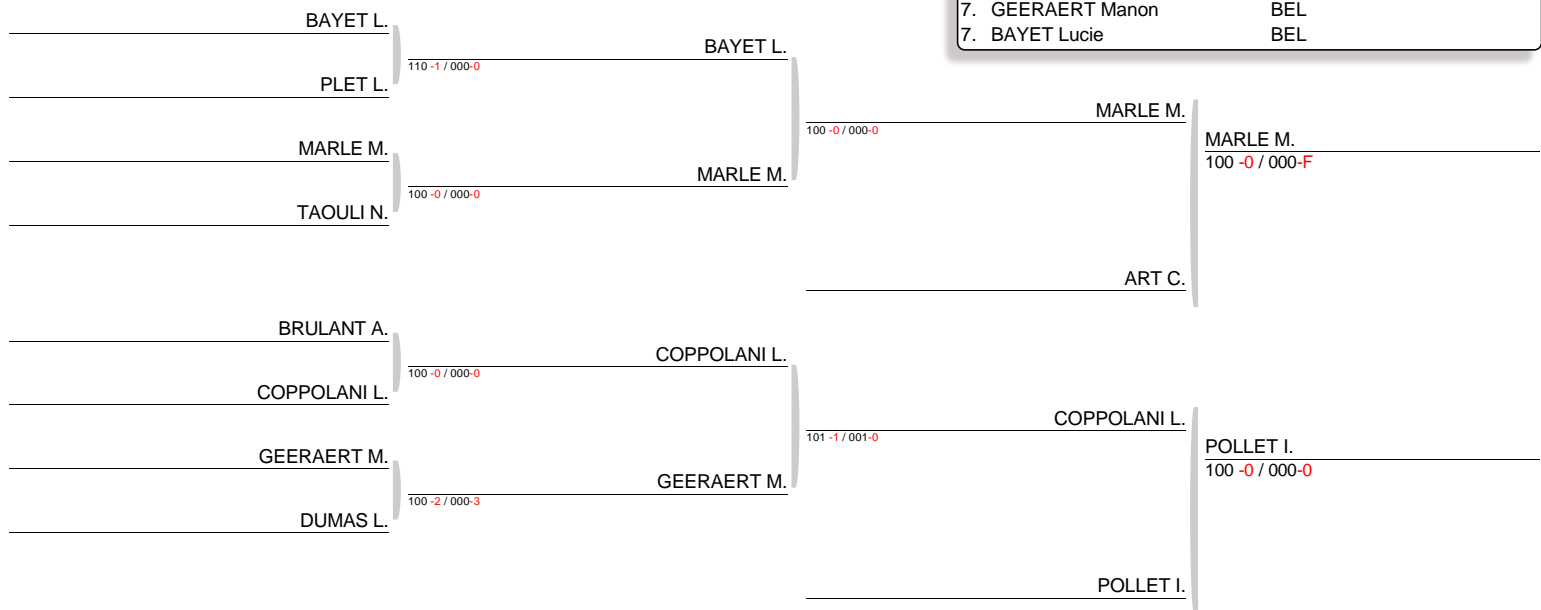 7. GEERAERT Manon BEL
7. BAYET Lucie BEL
BAYET L.
PLET L.
MARLE M.
TAOULI N.
BRULANT A.
COPPOLANI L.
GEERAERT M.
DUMAS L.
BAYET L.
110 -1 / 000-0
MARLE M.
100 -0 / 000-0
COPPOLANI L.
100 -0 / 000-0
GEERAERT M.
100 -2 / 000-3
MARLE M.
100 -0 / 000-0
ART C.
COPPOLANI L.
101 -1 / 001-0
POLLET I.
MARLE M.
100 -0 / 000-F
POLLET I.
100 -0 / 000-0